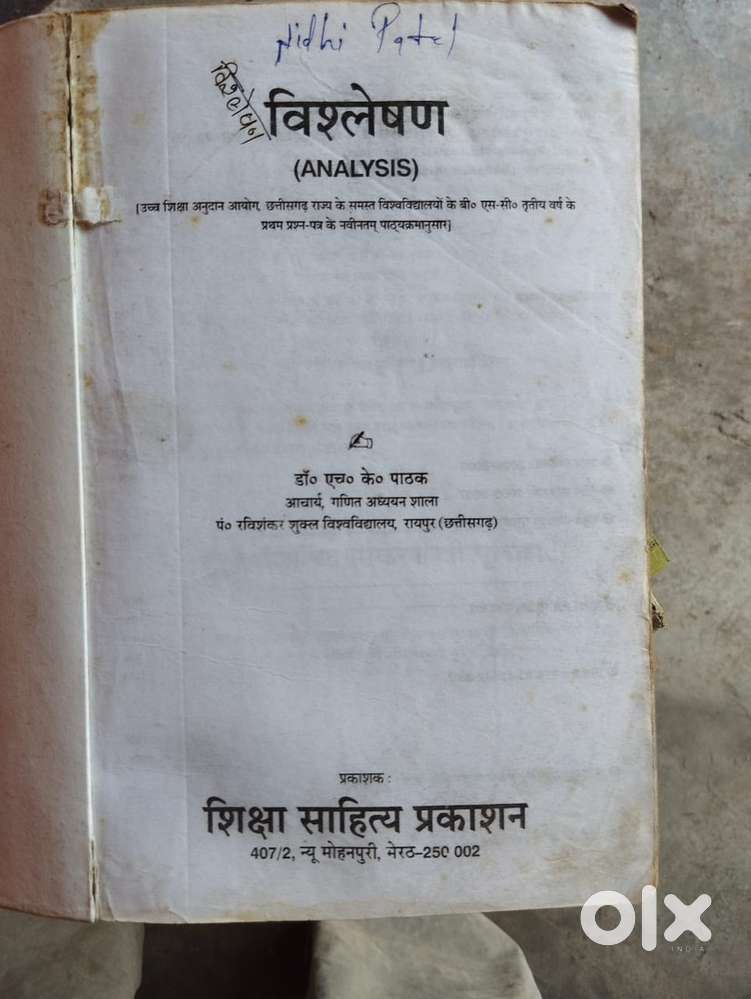 Nidhi Patel
विश्लेषण
विश्लेषण
(ANALYSIS)
[उच्च शिक्षा अनुदान आयोग, छत्तीसगढ़ राज्य के समस्त विश्वविद्यालयों के बी० एस-सी० तृतीय वर्ष के
प्रथम प्रश्न-पत्र के नवीनतम् पाठ्यक्रमानुसार]
डॉ० एच० के० पाठक
आचार्य, गणित अध्ययन शाला
पं० रविशंकर शुक्ल विश्वविद्यालय, रायपुर (छत्तीसगढ़)
प्रकाशक :
शिक्षा साहित्य प्रकाशन
407/2, न्यू मोहनपुरी, मेरठ-250 002
olx
INDIA